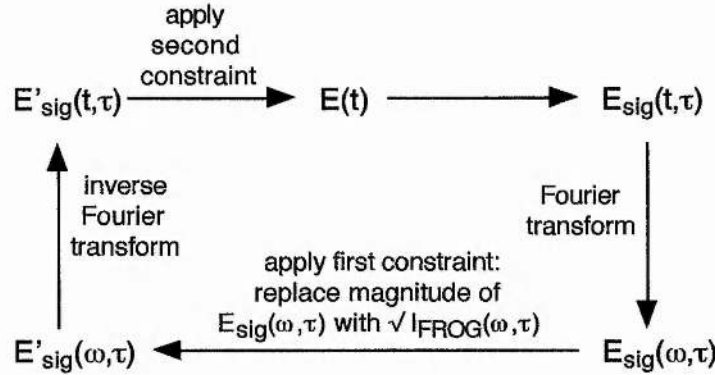 apply
second
constraint
E'sig(t,τ)
E(t)
Esig(t,τ)
inverse
Fourier
transform
Fourier
transform
apply first constraint:
replace magnitude of
Esig(ω,τ) with √ IFROG(ω,τ)
E'sig(ω,τ)
Esig(ω,τ)